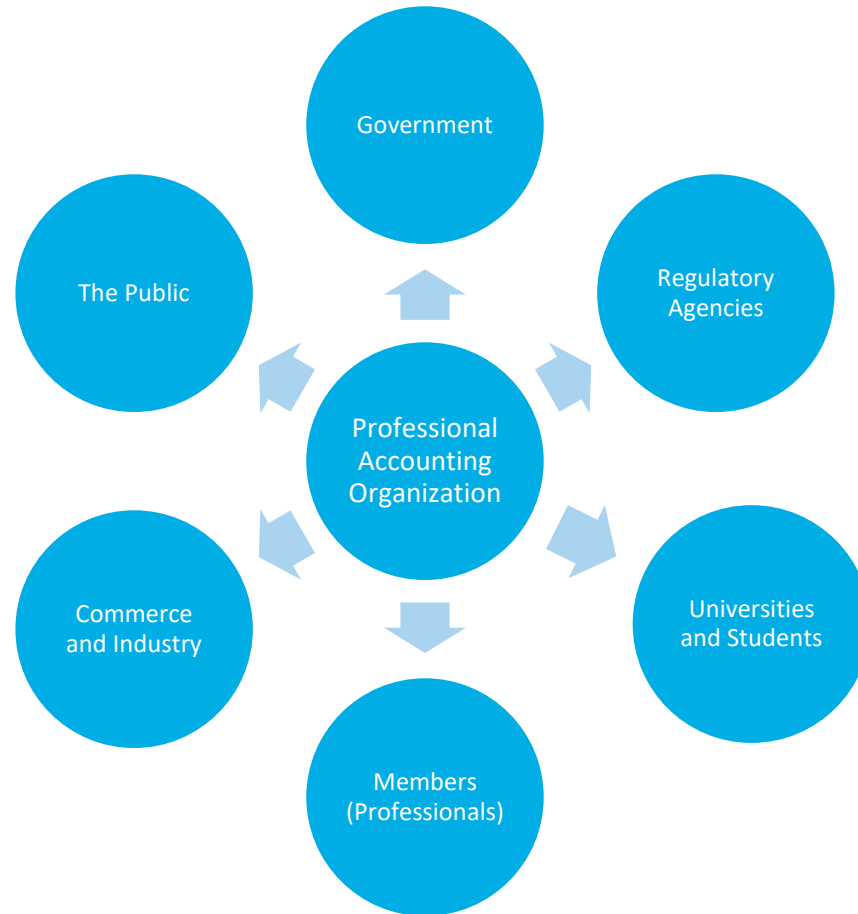 Government
The Public
Regulatory
Agencies
Professional
Accounting
Organization
Commerce
and Industry
Universities
and Students
Members
(Professionals)